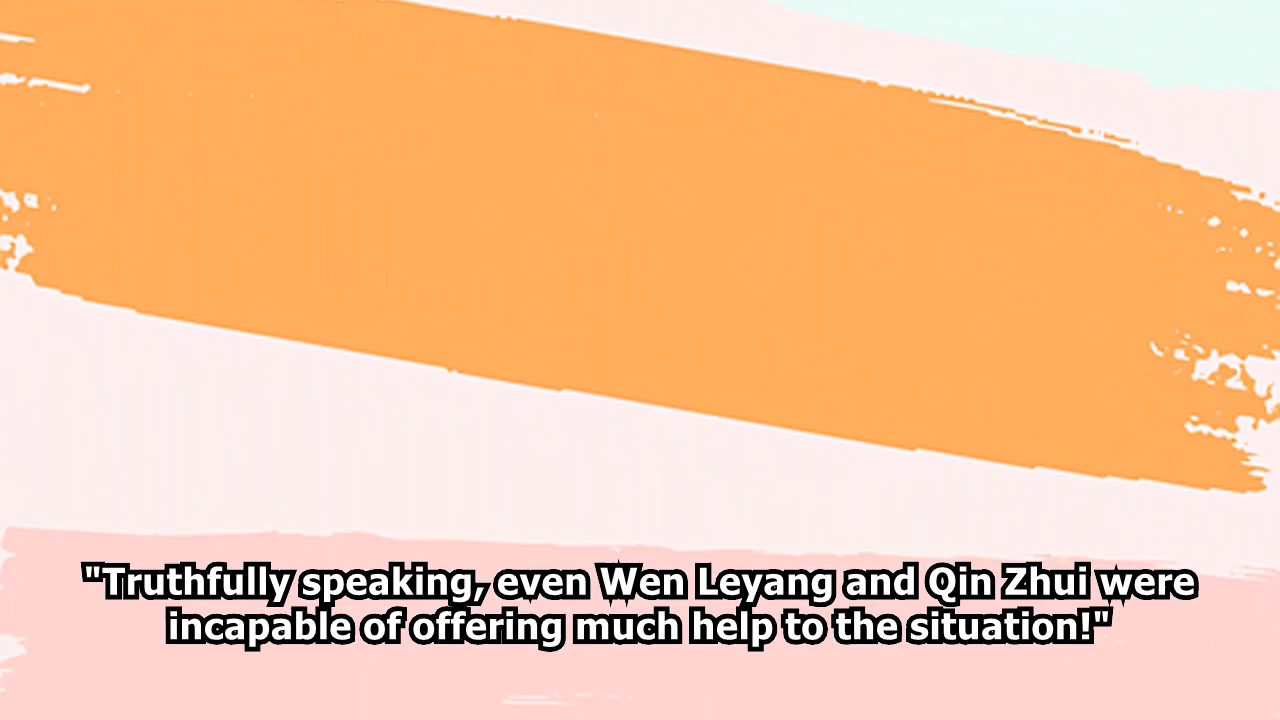 "Truthfully speaking, even Wen Leyang and Qin Zhui were
incapable of offering much help to the situation!"